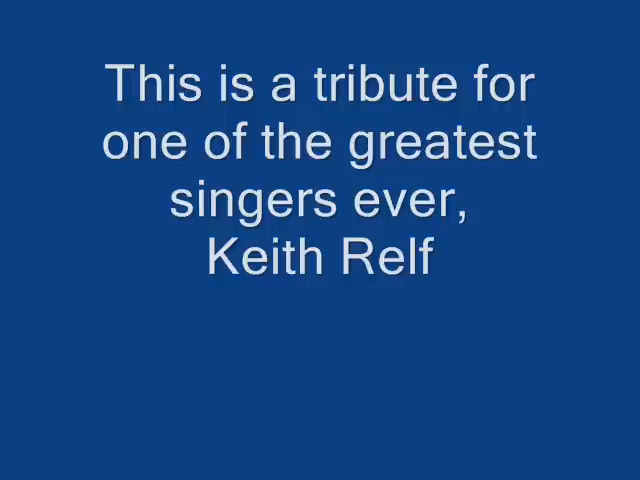 This is a tribute for
one of the greatest
singers ever,
Keith Relf